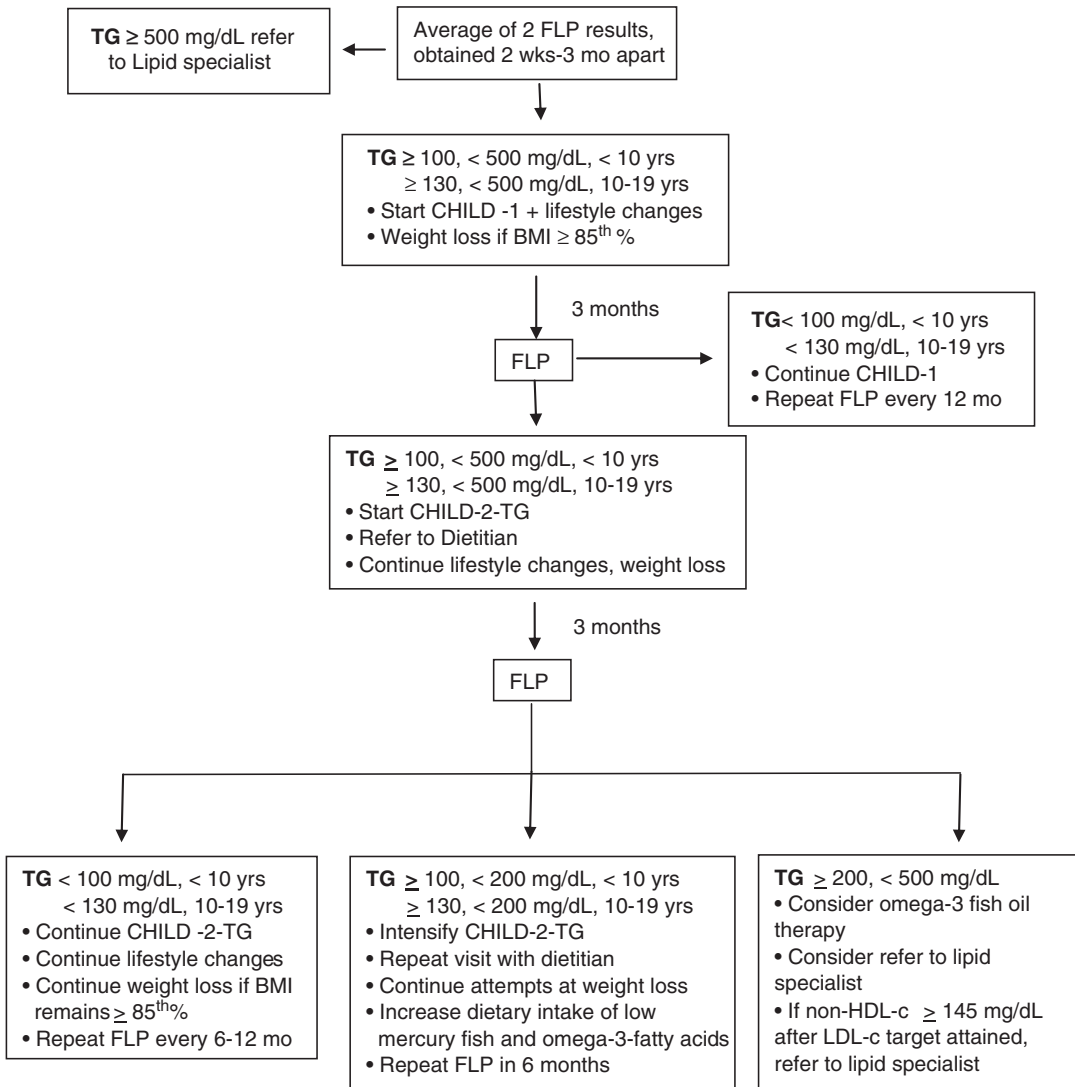 TG ≥ 500 mg/dL refer
to Lipid specialist
Average of 2 FLP results,
obtained 2 wks-3 mo apart
TG ≥ 100, < 500 mg/dL, < 10 yrs
≥ 130, < 500 mg/dL, 10-19 yrs
• Start CHILD -1 + lifestyle changes
• Weight loss if BMI ≥ 85th %
3 months
FLP
TG< 100 mg/dL, < 10 yrs
< 130 mg/dL, 10-19 yrs
• Continue CHILD-1
• Repeat FLP every 12 mo
TG ≥ 100, < 500 mg/dL, < 10 yrs
≥ 130, < 500 mg/dL, 10-19 yrs
• Start CHILD-2-TG
• Refer to Dietitian
• Continue lifestyle changes, weight loss
3 months
FLP
TG < 100 mg/dL, < 10 yrs
< 130 mg/dL, 10-19 yrs
• Continue CHILD -2-TG
• Continue lifestyle changes
• Continue weight loss if BMI
remains ≥ 85th%
• Repeat FLP every 6-12 mo
TG ≥ 100, < 200 mg/dL, < 10 yrs
≥ 130, < 200 mg/dL, 10-19 yrs
• Intensify CHILD-2-TG
• Repeat visit with dietitian
• Continue attempts at weight loss
• Increase dietary intake of low
mercury fish and omega-3-fatty acids
• Repeat FLP in 6 months
TG ≥ 200, < 500 mg/dL
• Consider omega-3 fish oil
therapy
• Consider refer to lipid
specialist
• If non-HDL-c ≥ 145 mg/dL
after LDL-c target attained,
refer to lipid specialist